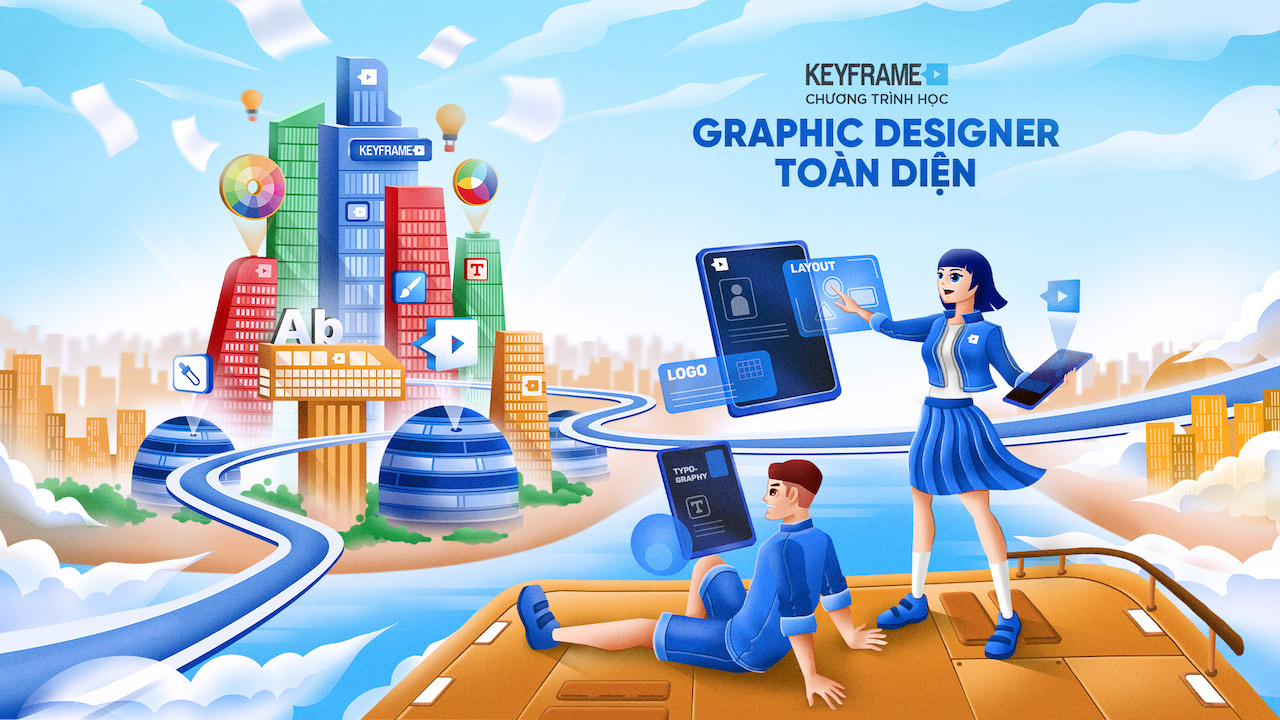 KEYFRAME
CHƯƠNG TRÌNH HỌC
GRAPHIC DESIGNER
TOÀN DIỆN
KEYFRAME
T
Ab
LAYOUT
LOGO
TYPO-
GRAPHY
T